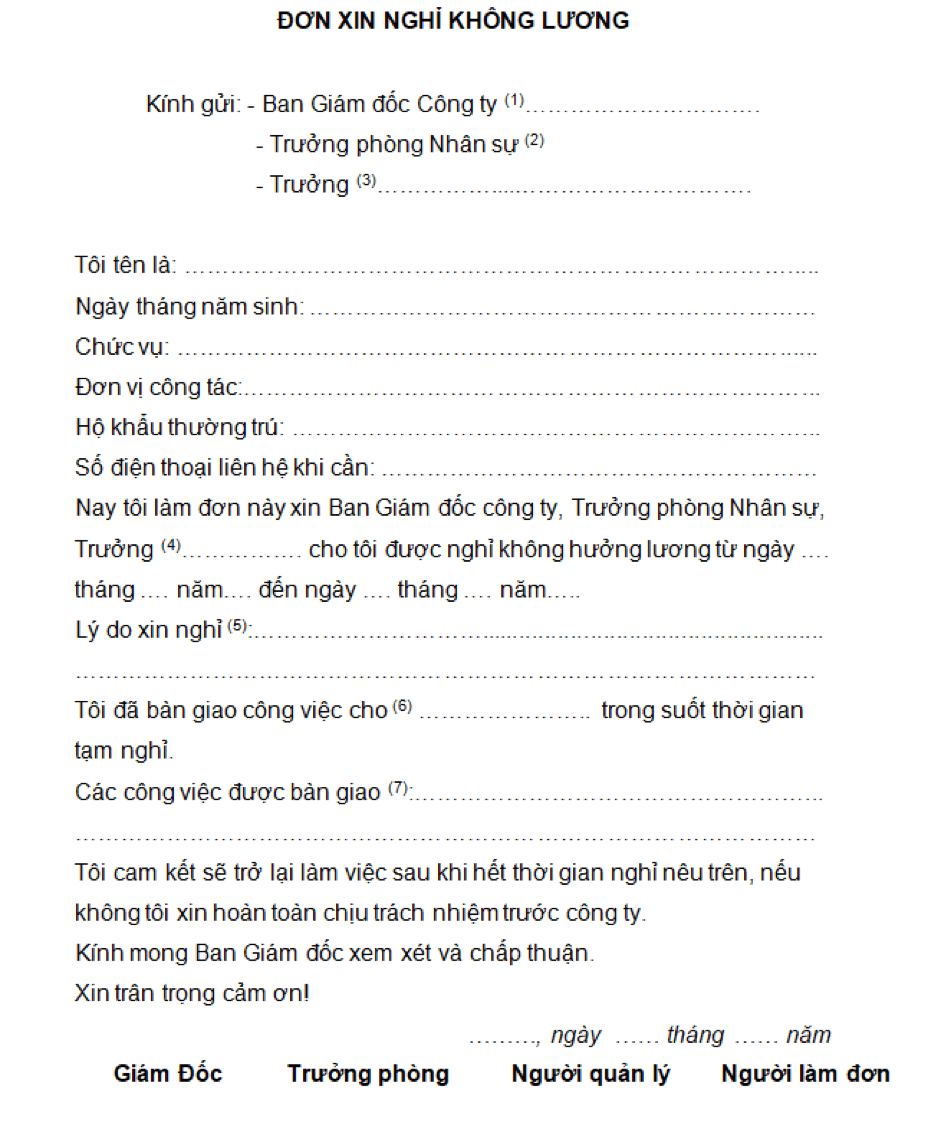 ĐƠN XIN NGHỈ KHÔNG LƯƠNG
Kính gửi: - Ban Giám đốc Công ty (1)………………………….
- Trưởng phòng Nhân sự (2)
- Trưởng (3)……………....………………………….
Tôi tên là: ………………………………………………………………………....
Ngày tháng năm sinh: …………………………………………………………
Chức vụ: ……………………………………………………………………......
Đơn vị công tác:…………………………………………………………………..
Hộ khẩu thường trú: …………………………………………………………...
Số điện thoại liên hệ khi cần: …………………………………………………
Nay tôi làm đơn này xin Ban Giám đốc công ty, Trưởng phòng Nhân sự,
Trưởng (4)……………. cho tôi được nghỉ không hưởng lương từ ngày ….
tháng …. năm…. đến ngày …. tháng …. năm…..
Lý do xin nghỉ (5):…………………………........................................................
……………………………………………………………………………………
Tôi đã bàn giao công việc cho (6) ………………….. trong suốt thời gian
tạm nghỉ.
Các công việc được bàn giao (7):……………………………………………...
……………………………………………………………………………………
Tôi cam kết sẽ trở lại làm việc sau khi hết thời gian nghỉ nêu trên, nếu
không tôi xin hoàn toàn chịu trách nhiệm trước công ty.
Kính mong Ban Giám đốc xem xét và chấp thuận.
Xin trân trọng cảm ơn!
………, ngày …… tháng …… năm
Giám Đốc Trưởng phòng Người quản lý Người làm đơn